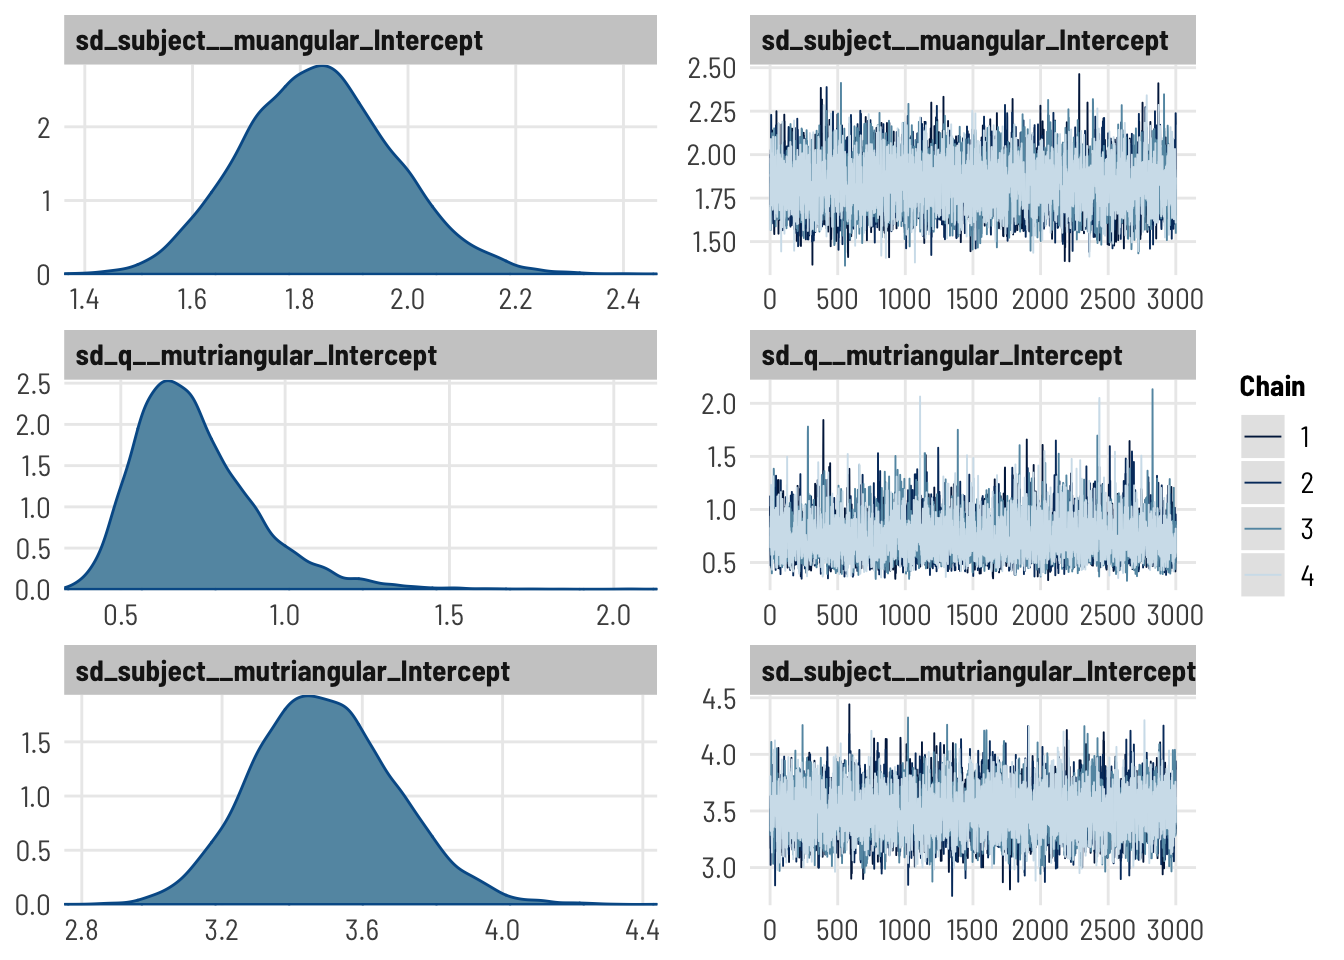 sd_subject__muangular_Intercept
2
1
0
1.4 1.6 1.8 2.0 2.2 2.4
sd_subject__muangular_Intercept
2.50
2.25
2.00
1.75
1.50
0 500 1000 1500 2000 2500 3000
sd_q__mutriangular_Intercept
2.5
2.0
1.5
1.0
0.5
0.0
0.5 1.0 1.5 2.0
sd_q__mutriangular_Intercept
2.0
1.5
1.0
0.5
0 500 1000 1500 2000 2500 3000
sd_subject__mutriangular_Intercept
1.5
1.0
0.5
0.0
2.8 3.2 3.6 4.0 4.4
sd_subject__mutriangular_Intercept
4.5
4.0
3.5
3.0
0 500 1000 1500 2000 2500 3000
Chain
1
2
3
4